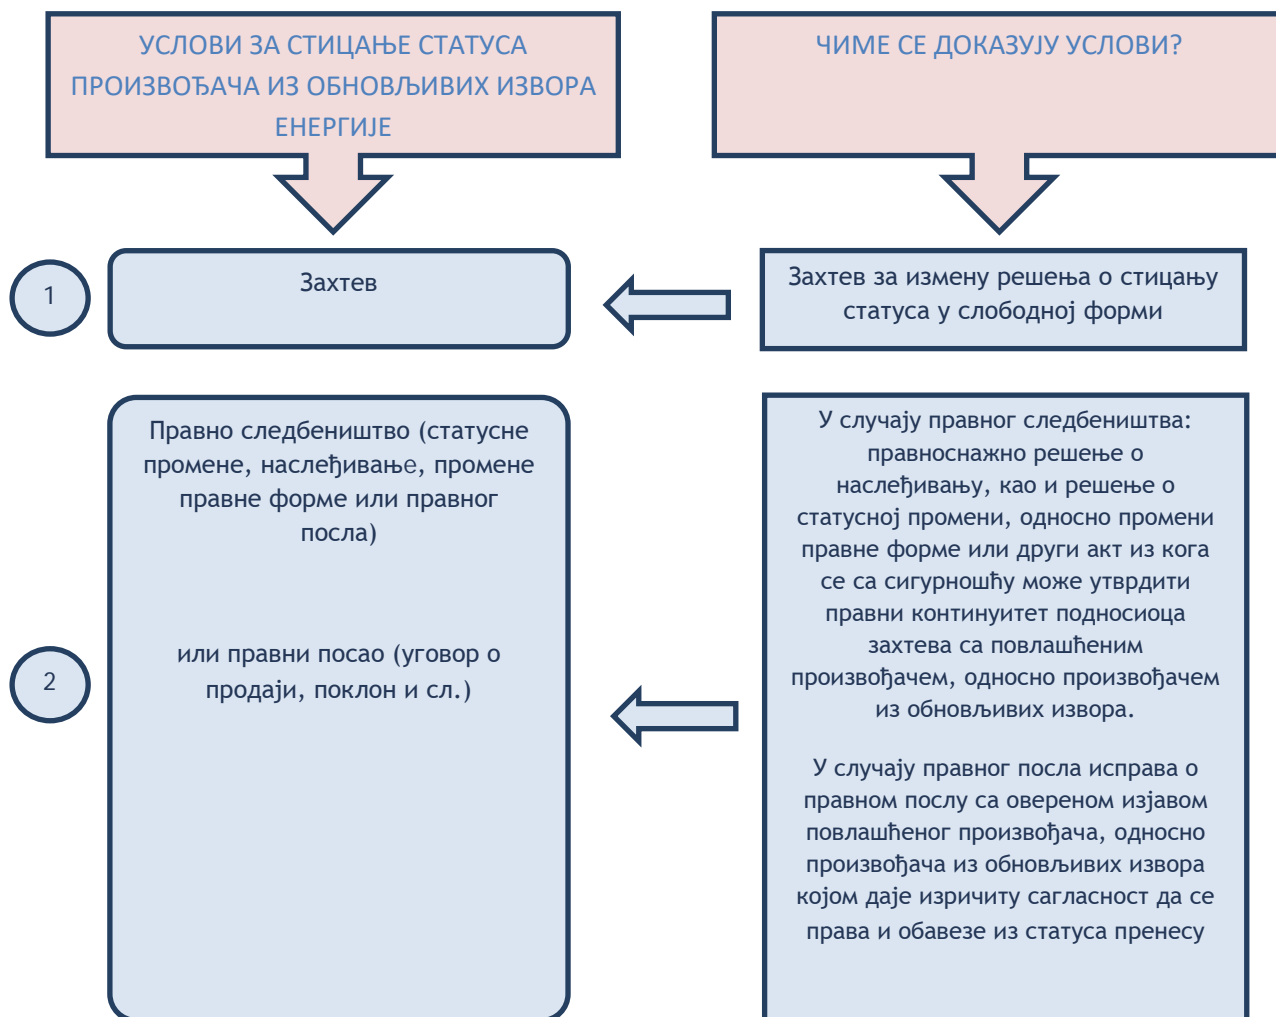 УСЛОВИ ЗА СТИЦАЊЕ СТАТУСА
ПРОИЗВОЂАЧА ИЗ ОБНОВЉИВИХ ИЗВОРА
ЕНЕРГИЈЕ
ЧИМЕ СЕ ДОКАЗУЈУ УСЛОВИ?
1
Захтев
Захтев за измену решења о стицању
статуса у слободној форми
2
Правно следбеништво (статусне
промене, наслеђивање, промене
правне форме или правног
посла)
или правни посао (уговор о
продаји, поклон и сл.)
У случају правног следбеништва:
правноснажно решење о
наслеђивању, као и решење о
статусној промени, односно промени
правне форме или други акт из кога
се са сигурношћу може утврдити
правни континуитет подносиоца
захтева са повлашћеним
произвођачем, односно произвођачем
из обновљивих извора.
У случају правног посла исправа о
правном послу са овереном изјавом
повлашћеног произвођача, односно
произвођача из обновљивих извора
којом даје изричиту сагласност да се
права и обавезе из статуса пренесу